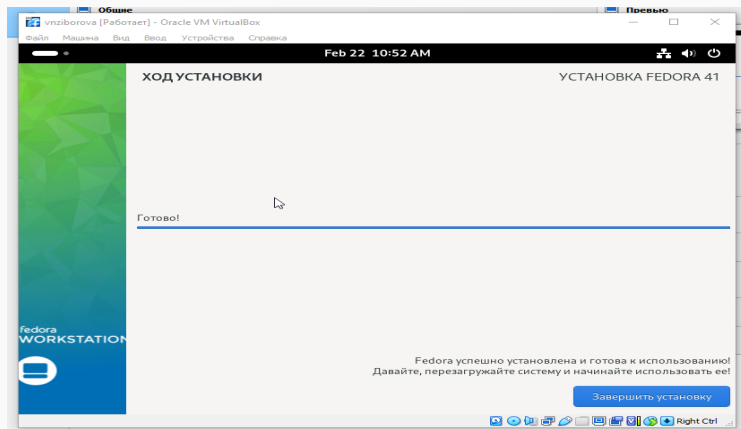 Общие
Превью
vnziborova [Работает] - Oracle VM VirtualBox
Файл Машина Вид Ввод Устройства Справка
Feb 22 10:52 AM
ХОД УСТАНОВКИ
УСТАНОВКА FEDORA 41
Готово!
fedora
WORKSTATION
Fedora успешно установлена и готова к использованию!
Давайте, перезагружайте систему и начинайте использовать ее!
Завершить установку
Right Ctrl